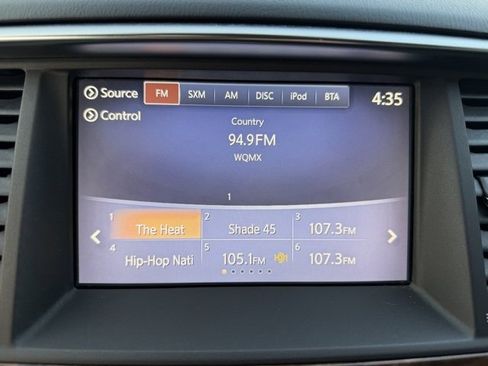 Source FM SXM AM DISC iPod BTA 4:35
Control
Country
94.9FM
WQMX
1
1 The Heat 2 Shade 45 3 107.3FM
4 Hip-Hop Nati 5 105.1FM 6 107.3FM